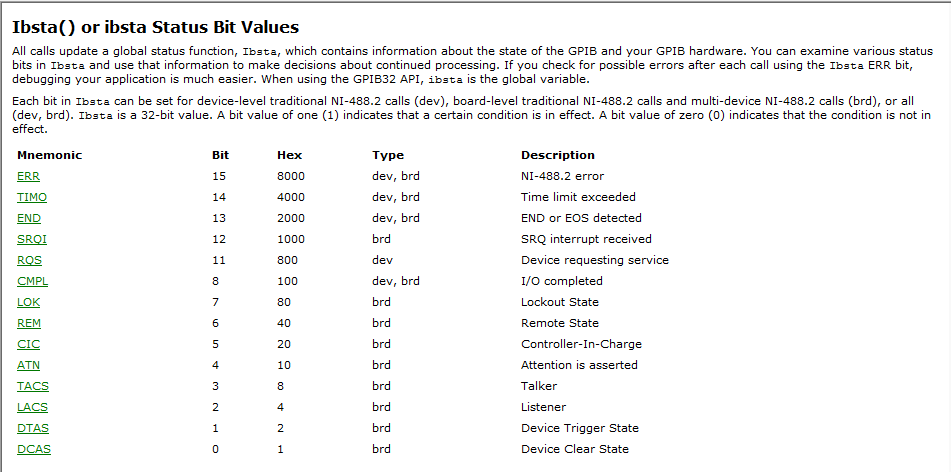 Ibsta() or ibsta Status Bit Values
All calls update a global status function, Ibsta, which contains information about the state of the GPIB and your GPIB hardware. You can examine various status
bits in Ibsta and use that information to make decisions about continued processing. If you check for possible errors after each call using the Ibsta ERR bit,
debugging your application is much easier. When using the GPIB32 API, ibsta is the global variable.
Each bit in Ibsta can be set for device-level traditional NI-488.2 calls (dev), board-level traditional NI-488.2 calls and multi-device NI-488.2 calls (brd), or all
(dev, brd). Ibsta is a 32-bit value. A bit value of one (1) indicates that a certain condition is in effect. A bit value of zero (0) indicates that the condition is not in
effect.
Mnemonic Bit Hex Type Description
ERR 15 8000 dev, brd NI-488.2 error
TIMO 14 4000 dev, brd Time limit exceeded
END 13 2000 dev, brd END or EOS detected
SRQI 12 1000 brd SRQ interrupt received
RQS 11 800 dev Device requesting service
CMPL 8 100 dev, brd I/O completed
LOK 7 80 brd Lockout State
REM 6 40 brd Remote State
CIC 5 20 brd Controller-In-Charge
ATN 4 10 brd Attention is asserted
TACS 3 8 brd Talker
LACS 2 4 brd Listener
DTAS 1 2 brd Device Trigger State
DCAS 0 1 brd Device Clear State